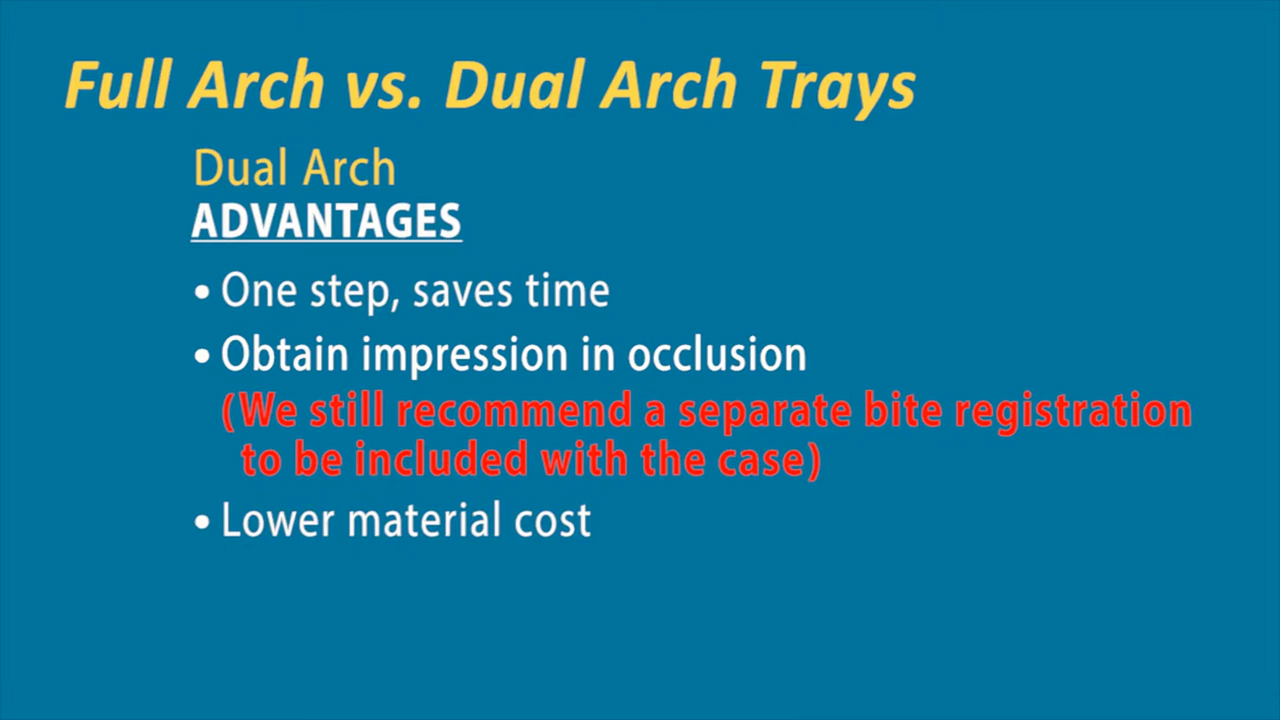 Full Arch vs. Dual Arch Trays
Dual Arch
ADVANTAGES
• One step, saves time
• Obtain impression in occlusion
(We still recommend a separate bite registration
to be included with the case)
• Lower material cost